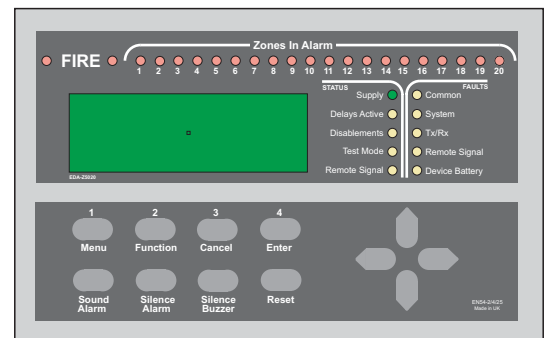 Zones In Alarm
FIRE
1 2 3 4 5 6 7 8 9 10 11 12 13 14 15 16 17 18 19 20
STATUS
FAULTS
Supply
Common
Delays Active
System
Disablements
Tx/Rx
Test Mode
Remote Signal
Remote Signal
Device Battery
EDA-Z5020
1 2 3 4
Menu Function Cancel Enter
Sound Alarm
Silence Alarm
Silence Buzzer
Reset
EN54-2/4/25
Made in UK